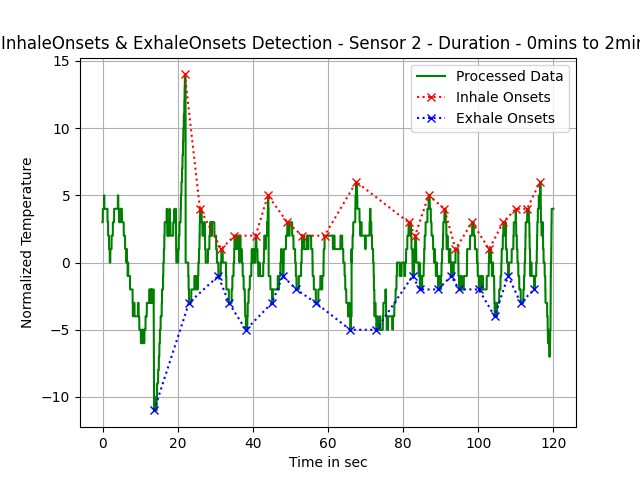 InhaleOnsets & ExhaleOnsets Detection - Sensor 2 - Duration - 0mins to 2min
Processed Data
Inhale Onsets
Exhale Onsets
15
10
5
0
−5
−10
Normalized Temperature
0 20 40 60 80 100 120
Time in sec